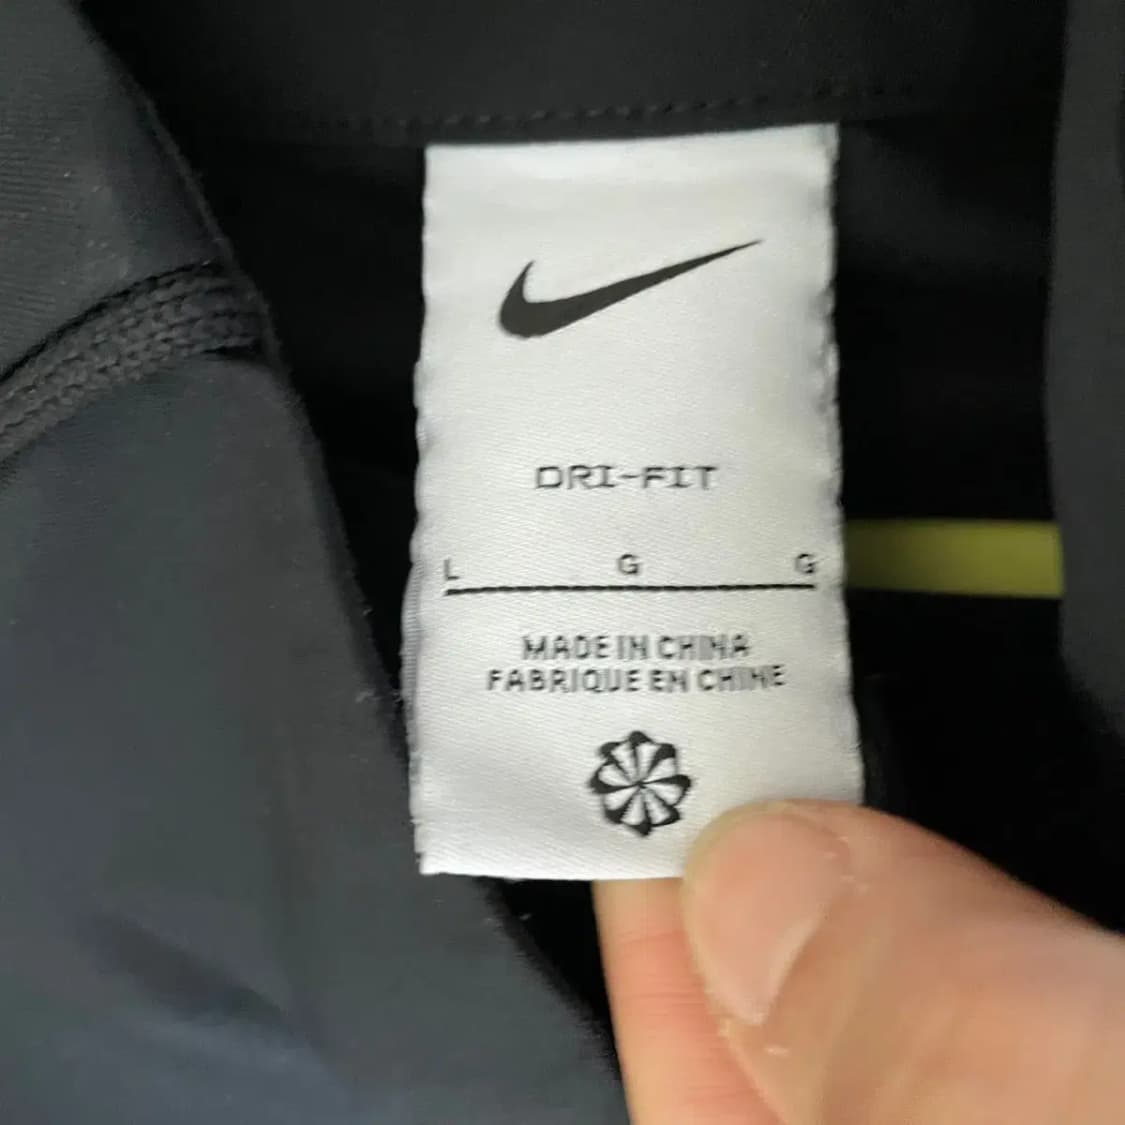 DRI-FIT
L G G
MADE IN CHINA
FABRIQUE EN CHINE